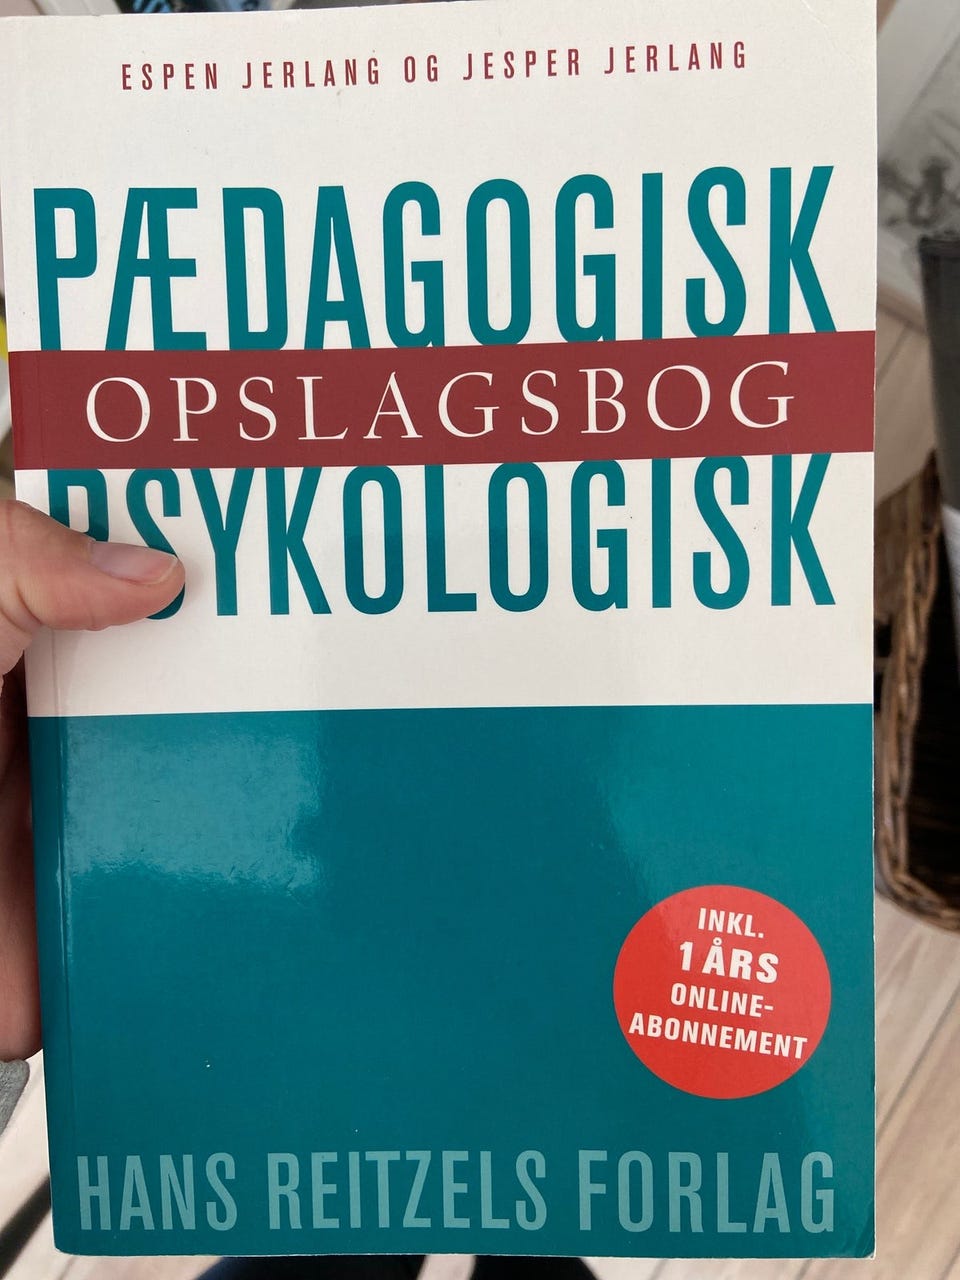 ESPEN JERLANG OG JESPER JERLANG
PÆDAGOGISK
OPSLAGSBOG
PSYKOLOGISK
INKL.
1 ÅRS
ONLINE-
ABONNEMENT
HANS REITZELS FORLAG